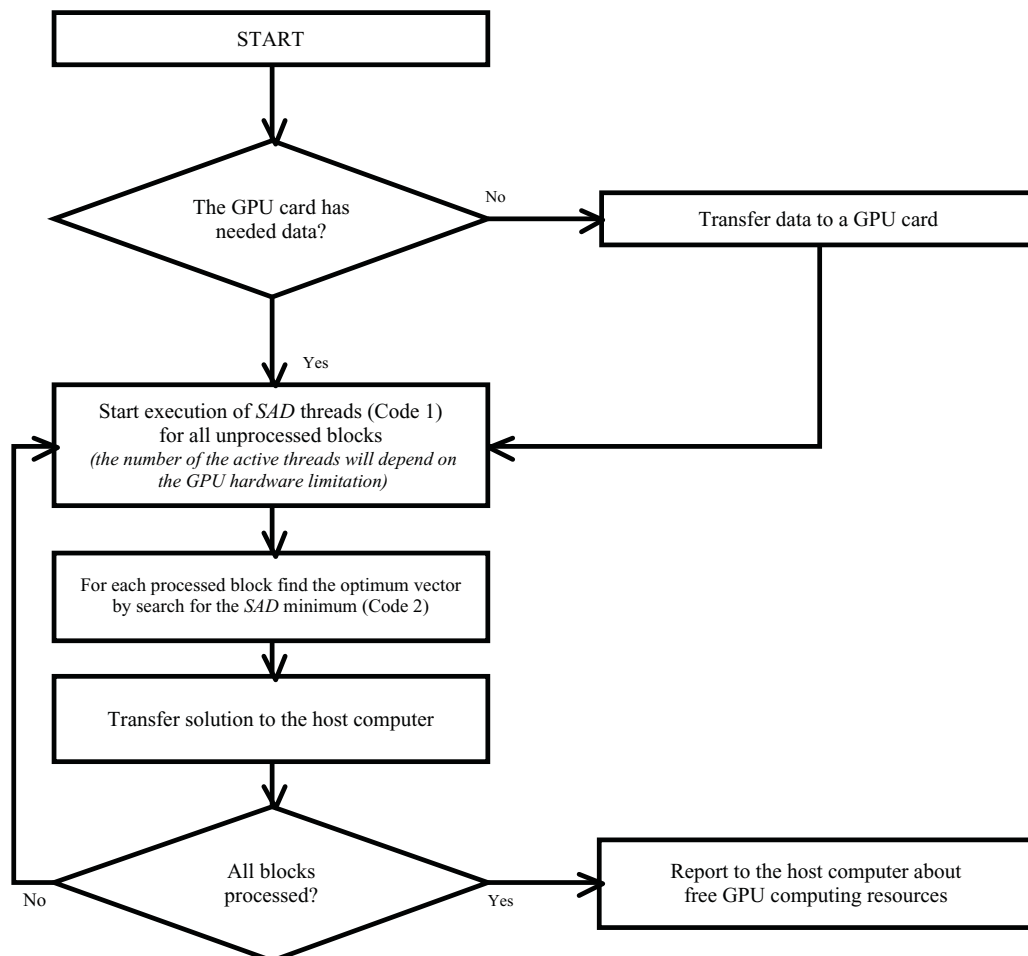 START
The GPU card has
needed data?
No
Transfer data to a GPU card
Yes
Start execution of SAD threads (Code 1)
for all unprocessed blocks
(the number of the active threads will depend on
the GPU hardware limitation)
For each processed block find the optimum vector
by search for the SAD minimum (Code 2)
Transfer solution to the host computer
All blocks
processed?
No
Yes
Report to the host computer about
free GPU computing resources